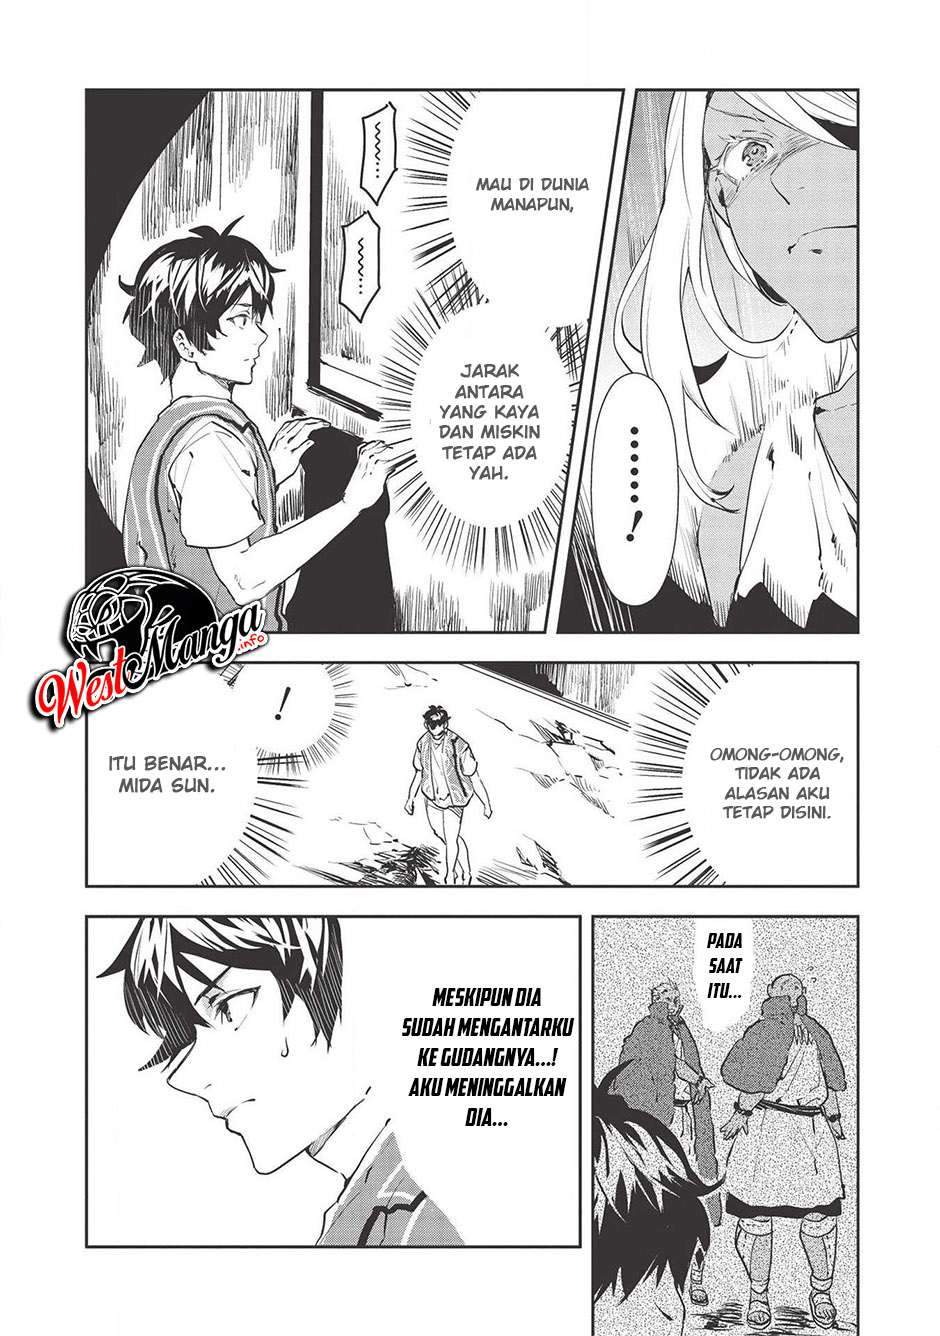 MAU DI DUNIA
MANAPUN,
JARAK
ANTARA
YANG KAYA
DAN MISKIN
TETAP ADA
YAH.
........!
!
OMONG-OMONG,
TIDAK ADA
ALASAN AKU
TETAP DISINI.
ITU BENAR...
MIDA SUN.
WestManga
.info
PADA
SAAT
ITU...
MESKIPUN DIA
SUDAH MENGANTARKU
KE GUDANGNYA...!
AKU MENINGGALKAN
DIA...